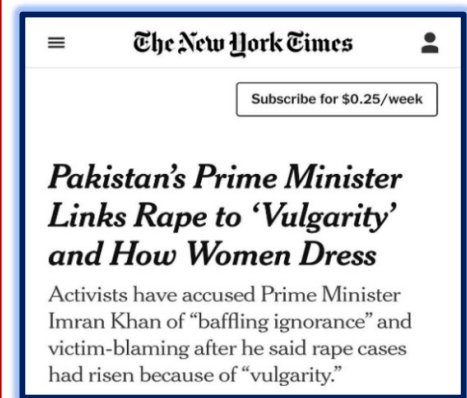 The New York Times
Subscribe for $0.25/week
Pakistan's Prime Minister
Links Rape to ‘Vulgarity’
and How Women Dress
Activists have accused Prime Minister
Imran Khan of “baffling ignorance” and
victim-blaming after he said rape cases
had risen because of “vulgarity.”